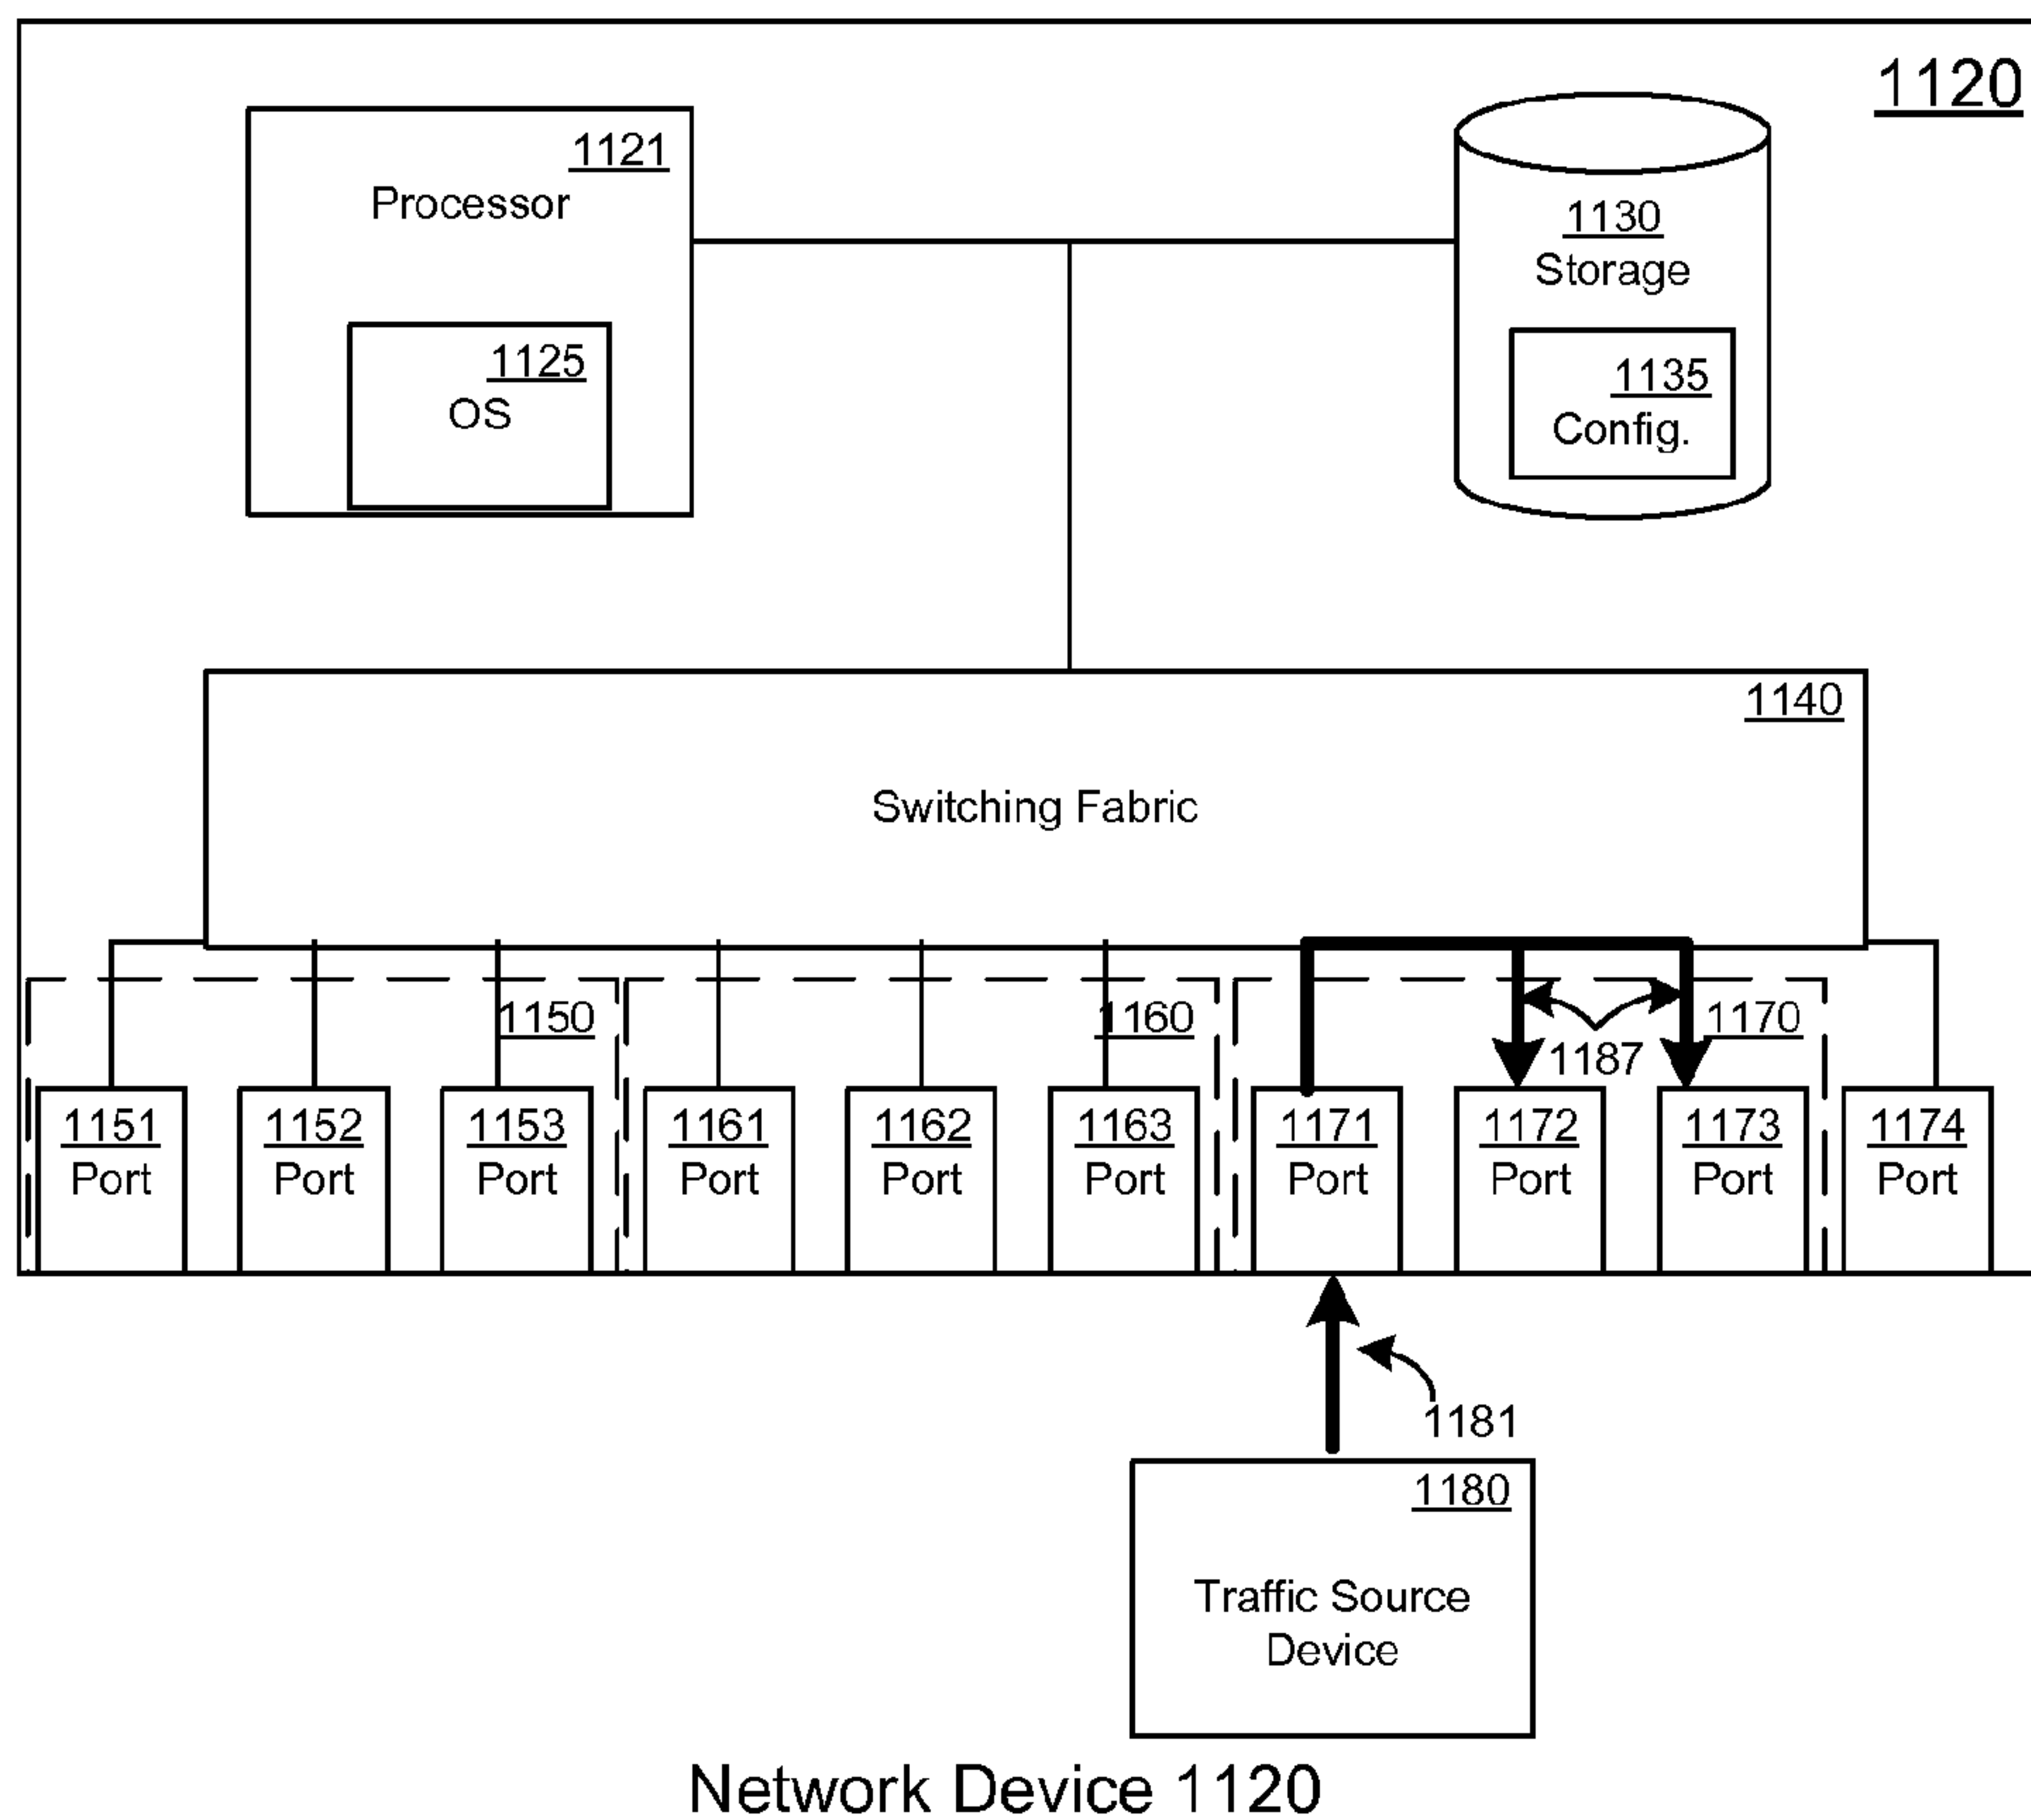 1120
1121
Processor
1125
OS
1130
Storage
1135
Config.
1140
Switching Fabric
1150
1160
1170
1187
1151
Port
1152
Port
1153
Port
1161
Port
1162
Port
1163
Port
1171
Port
1172
Port
1173
Port
1174
Port
1181
1180
Traffic Source
Device
Network Device 1120